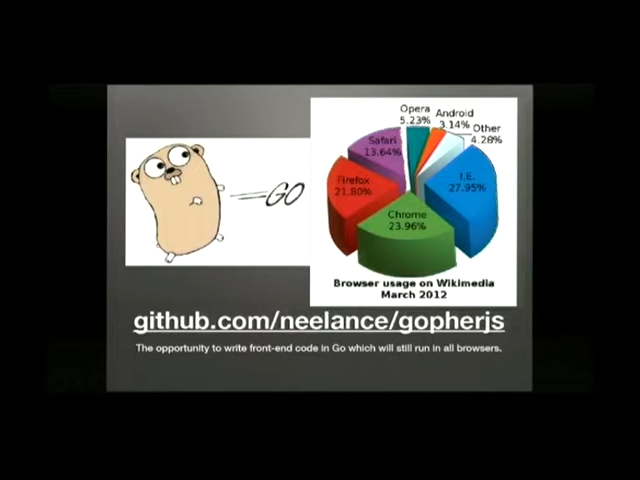 GO
Opera
5.23%
Android
3.14%
Other
4.28%
Safari
13.64%
I.E.
27.95%
Firefox
21.80%
Chrome
23.96%
Browser usage on Wikimedia
March 2012
github.com/neelance/gopherjs
The opportunity to write front-end code in Go which will still run in all browsers.